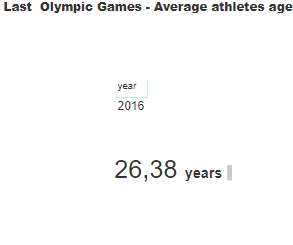 Last Olympic Games - Average athletes age
year
2016
26,38 years